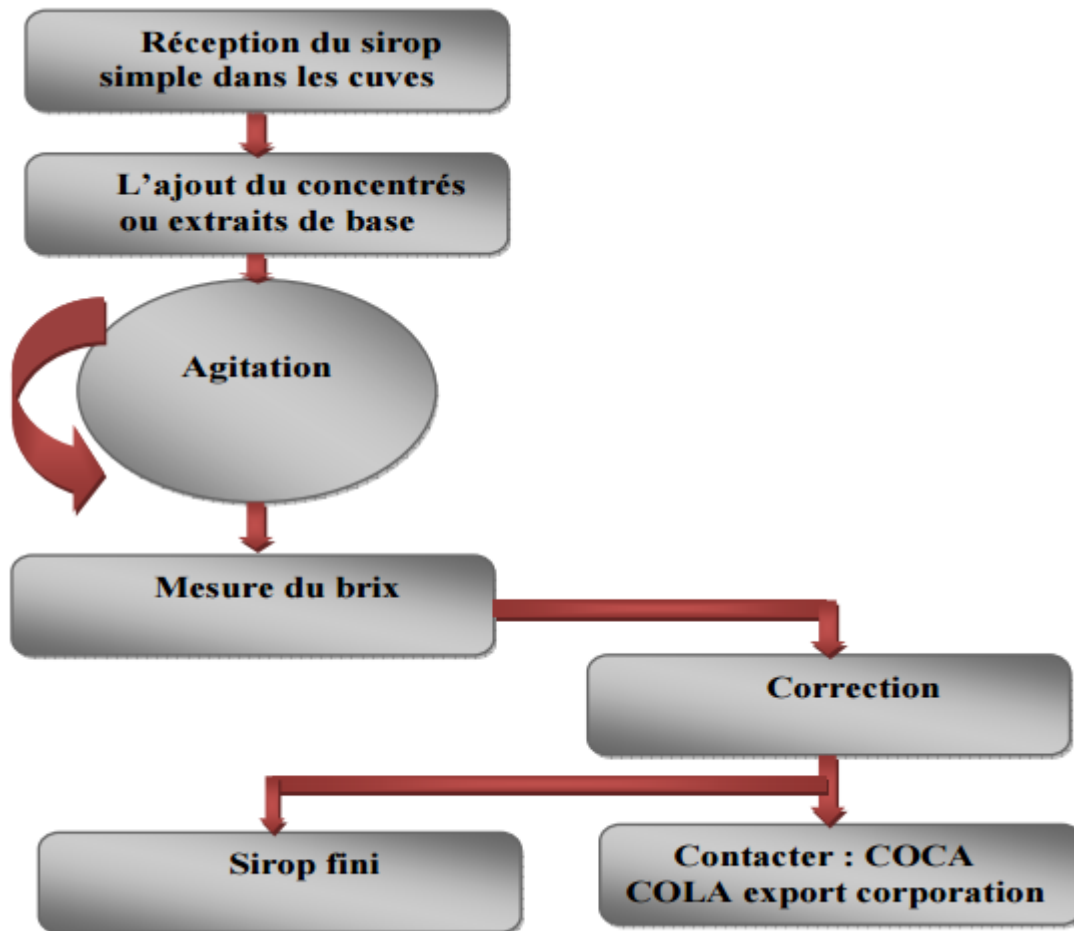 Réception du sirop
simple dans les cuves
L'ajout du concentrés
ou extraits de base
Agitation
Mesure du brix
Correction
Sirop fini
Contacter : COCA
COLA export corporation